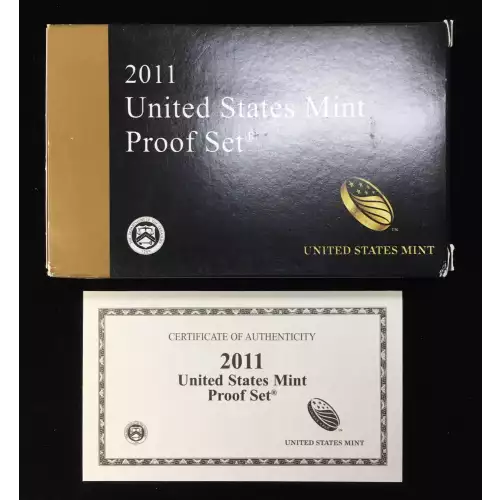 2011
United States Mint
Proof Set®
™
UNITED STATES MINT
CERTIFICATE OF AUTHENTICITY
2011
United States Mint
Proof Set®
UNITED STATES MINT